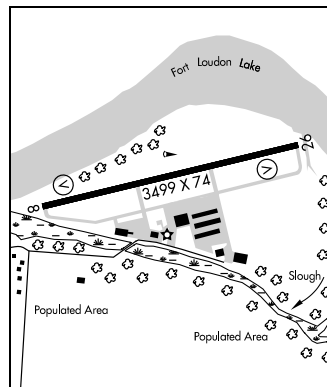 Fort Loudon Lake
26
V
V
3499 X 74
8
Slough
Populated Area
Populated Area